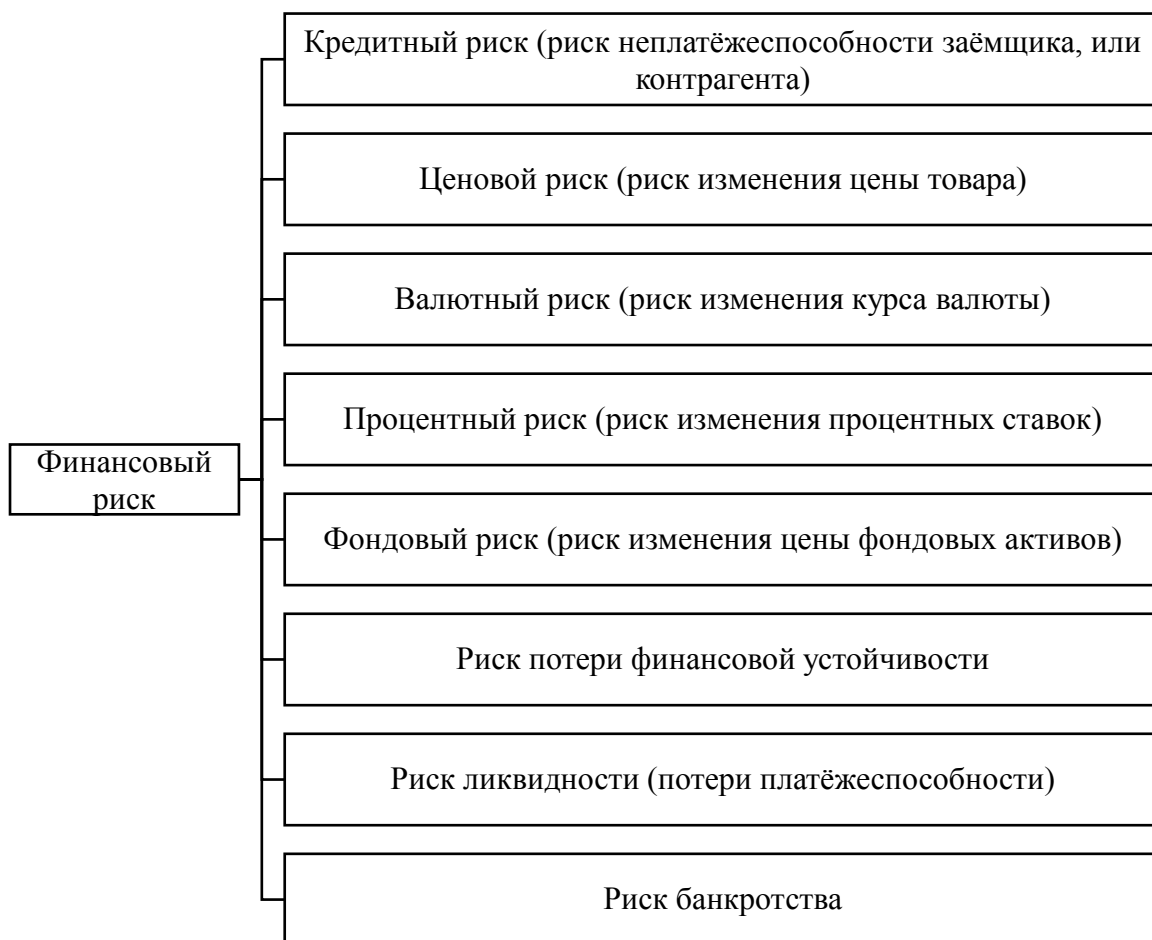 Кредитный риск (риск неплатёжеспособности заёмщика, или
контрагента)
Ценовой риск (риск изменения цены товара)
Валютный риск (риск изменения курса валюты)
Процентный риск (риск изменения процентных ставок)
Финансовый
риск
Фондовый риск (риск изменения цены фондовых активов)
Риск потери финансовой устойчивости
Риск ликвидности (потери платёжеспособности)
Риск банкротства